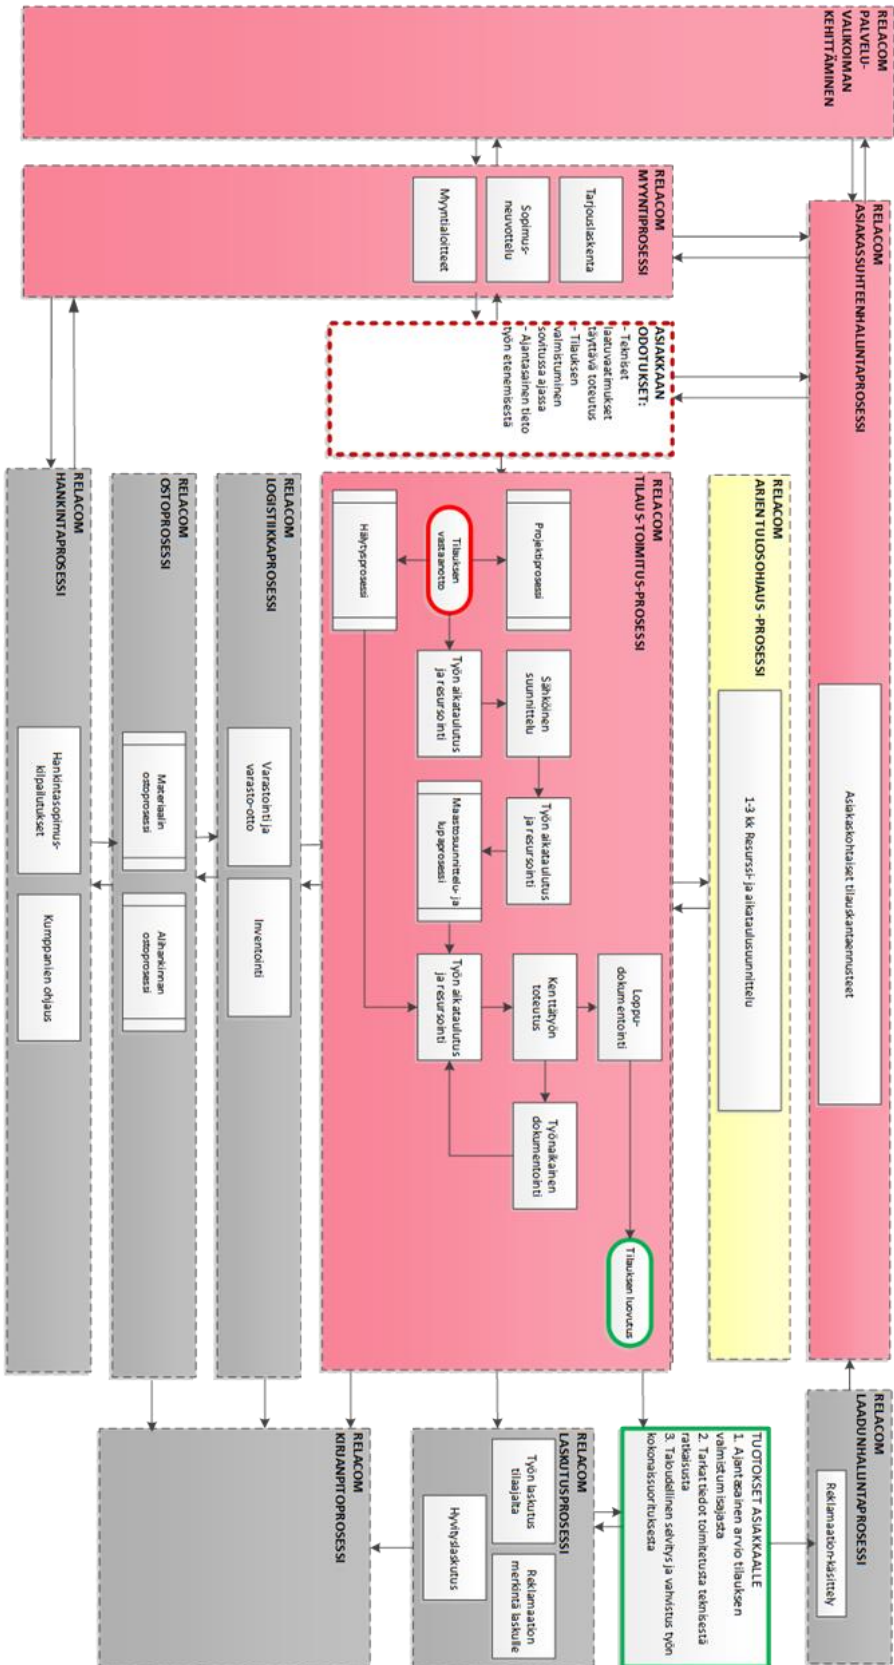 RELACOM
PALVELU-
VALIKOIMAN
KEHITTÄMINEN
RELACOM
ASIAKASSUHTEENHALLINTAPROSESSI
Asiakaskohtaiset tilauskantaennusteet
RELACOM
LAADUNHALLINTAPROSESSI
Reklamaation-käsittely
RELACOM
MYYNTIPROSESSI
Tarjouslaskenta
Sopimus-
neuvottelu
Myyntialoitteet
ASIAKKAAN
ODOTUKSET:
- Tekniset
laatuvaatimukset
täyttävä toteutus
- Tilauksen
valmistuminen
sovitussa ajassa
- Ajantasainen tieto
työn etenemisestä
RELACOM
ARJENTULOSOHJAUS -PROSESSI
1-3 kk Resurssi- ja aikataulusuunnittelu
RELACOM
TILAUS-TOIMITUS-PROSESSI
Projektiprosessi
Tilauksen
vastaanotto
Hälytysprosessi
Sähköinen
suunnittelu
Työn aikataulutus
ja resursointi
Työn aikataulutus
ja resursointi
Maastosuunnittelu- ja
lupaprosessi
Loppu-
dokumentointi
Kenttätyön
toteutus
Työn aikataulutus
ja resursointi
Työnaikainen
dokumentointi
Tilauksen luovutus
TUOTOKSET ASIAKKAALLE
1. Ajantasainen arvio tilauksen
valmistumisajasta
2. Tarkat tiedot toimitetusta teknisestä
ratkaisusta
3. Taloudellinen selvitys ja vahvistus työn
kokonaissuorituksesta
RELACOM
LASKUTUSPROSESSI
Työn laskutus
tilaajalta
Reklamaation
merkintä laskulle
Hyvityslaskutus
RELACOM
LOGISTIIKKAPROSESSI
Varastointi ja
varasto-otto
Inventointi
RELACOM
OSTOPROSESSI
Materiaalin
ostoprosessi
Alihankinnan
ostoprosessi
RELACOM
HANKINTAPROSESSI
Hankintasopimus-
kilpailutukset
Kumppanien ohjaus
RELACOM
KIRJANPITOPROSESSI